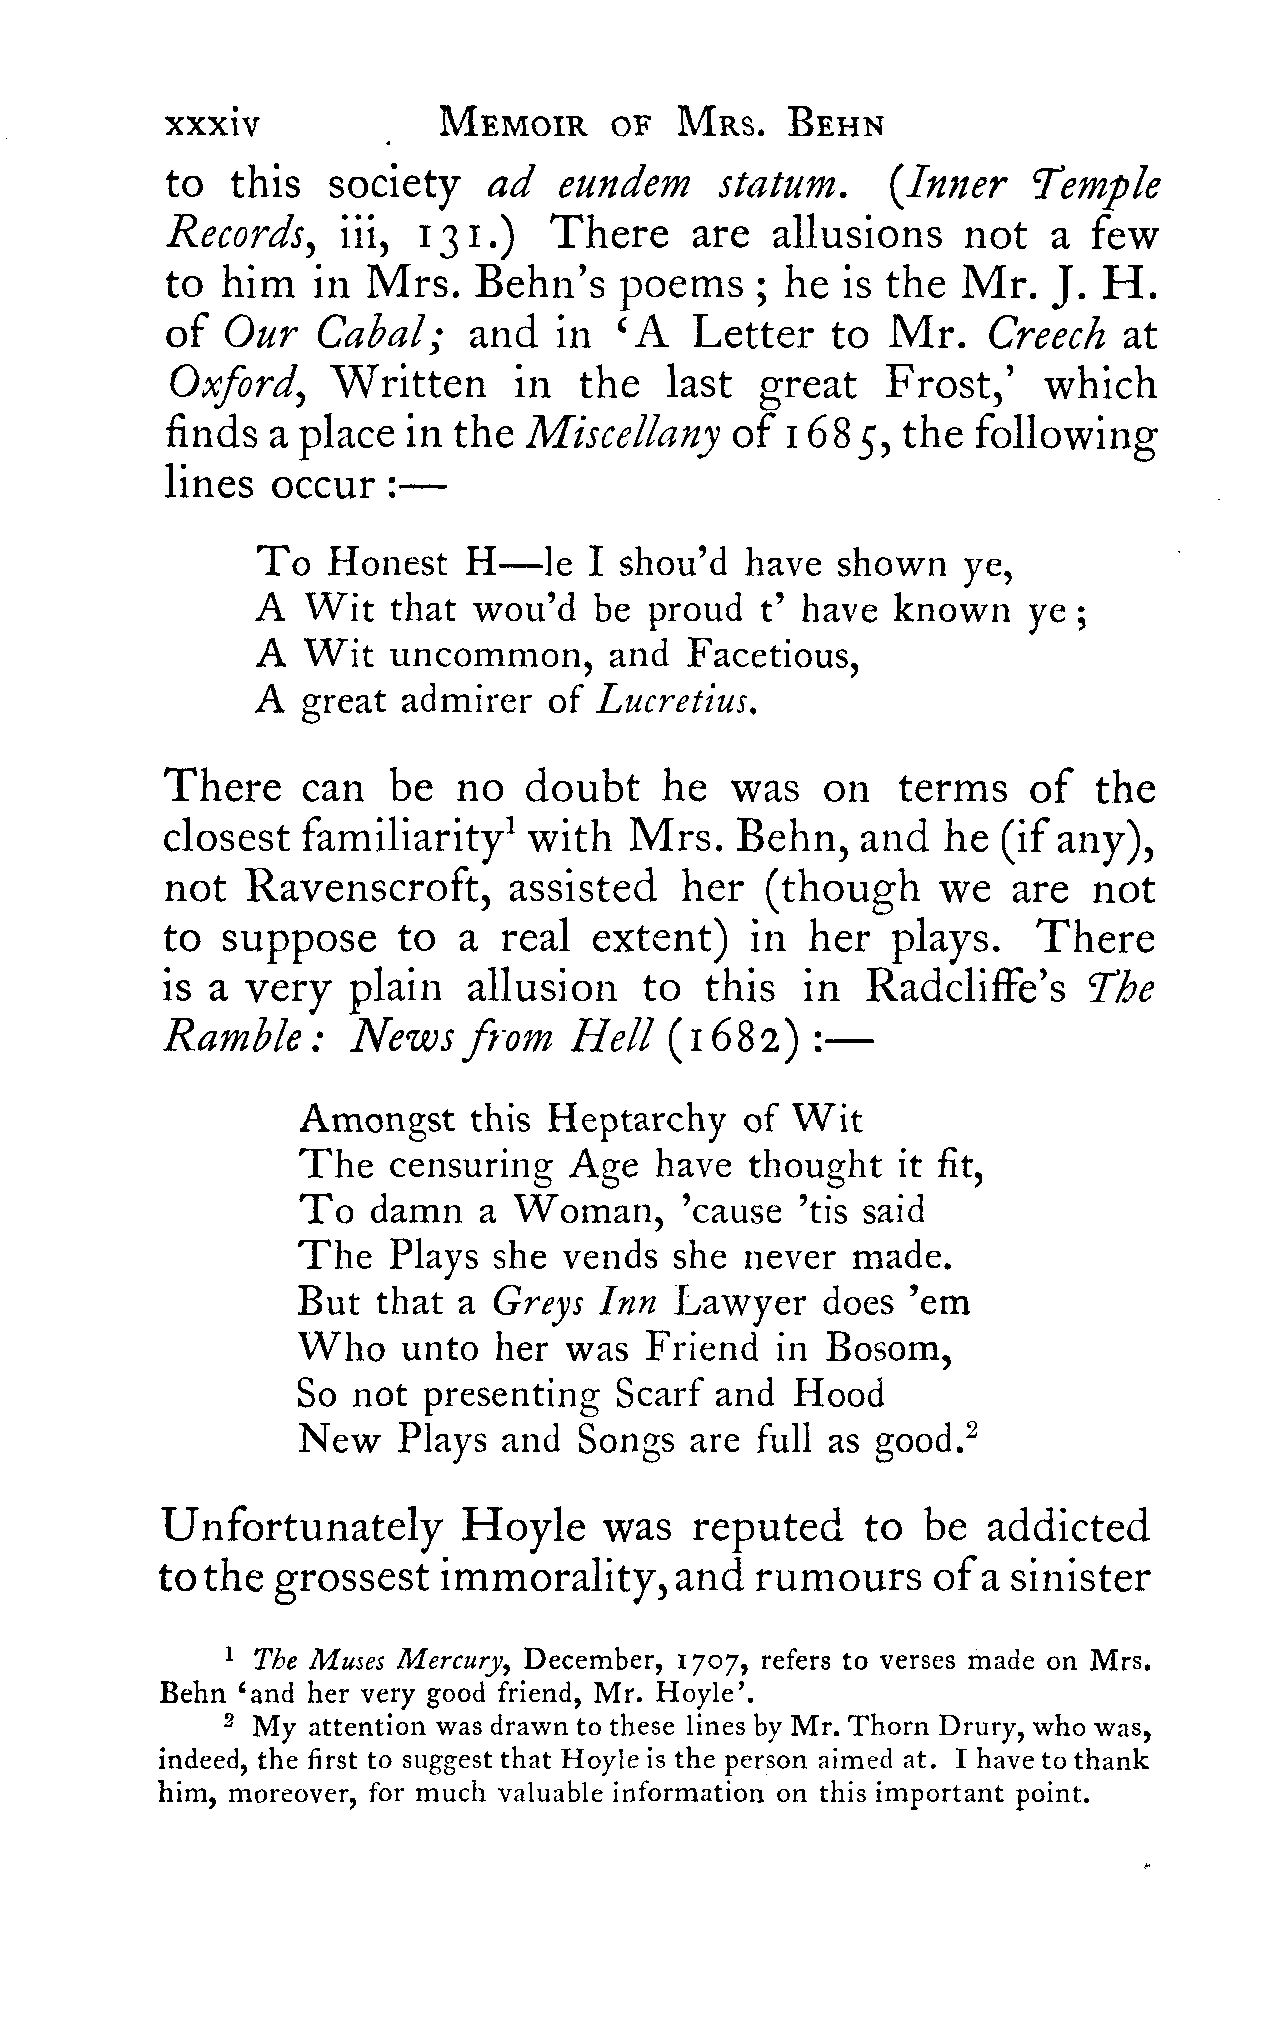 xxxiv MEMOIR OF MRS. BEHN
to this society ad eundem statum. (Inner Temple
Records, iii, 131.) There are allusions not a few
to him in Mrs. Behn's poems ; he is the Mr. J. H.
of Our Cabal; and in ‘A Letter to Mr. Creech at
Oxford, Written in the last great Frost,’ which
finds a place in the Miscellany of 1685, the following
lines occur :—
To Honest H—le I shou'd have shown ye,
A Wit that wou'd be proud t' have known ye ;
A Wit uncommon, and Facetious,
A great admirer of Lucretius.
There can be no doubt he was on terms of the
closest familiarity¹ with Mrs. Behn, and he (if any),
not Ravenscroft, assisted her (though we are not
to suppose to a real extent) in her plays. There
is a very plain allusion to this in Radcliffe's The
Ramble : News from Hell (1682) :—
Amongst this Heptarchy of Wit
The censuring Age have thought it fit,
To damn a Woman, 'cause 'tis said
The Plays she vends she never made.
But that a Greys Inn Lawyer does 'em
Who unto her was Friend in Bosom,
So not presenting Scarf and Hood
New Plays and Songs are full as good.²
Unfortunately Hoyle was reputed to be addicted
to the grossest immorality, and rumours of a sinister
¹ The Muses Mercury, December, 1707, refers to verses made on Mrs.
Behn ‘and her very good friend, Mr. Hoyle’.
² My attention was drawn to these lines by Mr. Thorn Drury, who was,
indeed, the first to suggest that Hoyle is the person aimed at. I have to thank
him, moreover, for much valuable information on this important point.